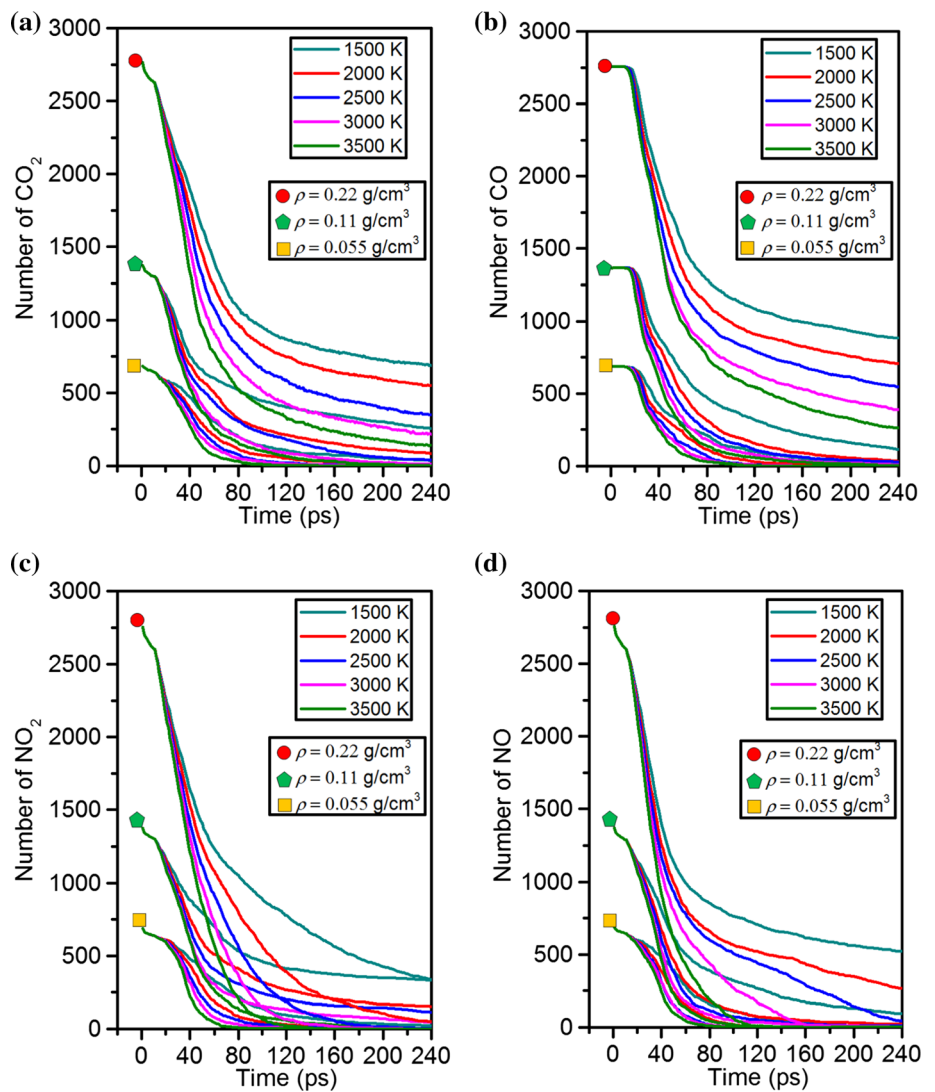 (a)
3000
2500
2000
1500
1000
500
0
Number of CO₂
1500 K
2000 K
2500 K
3000 K
3500 K
ρ = 0.22 g/cm³
ρ = 0.11 g/cm³
ρ = 0.055 g/cm³
0 40 80 120 160 200 240
Time (ps)
(b)
3000
2500
2000
1500
1000
500
0
Number of CO
1500 K
2000 K
2500 K
3000 K
3500 K
ρ = 0.22 g/cm³
ρ = 0.11 g/cm³
ρ = 0.055 g/cm³
0 40 80 120 160 200 240
Time (ps)
(c)
3000
2500
2000
1500
1000
500
0
Number of NO₂
1500 K
2000 K
2500 K
3000 K
3500 K
ρ = 0.22 g/cm³
ρ = 0.11 g/cm³
ρ = 0.055 g/cm³
0 40 80 120 160 200 240
Time (ps)
(d)
3000
2500
2000
1500
1000
500
0
Number of NO
1500 K
2000 K
2500 K
3000 K
3500 K
ρ = 0.22 g/cm³
ρ = 0.11 g/cm³
ρ = 0.055 g/cm³
0 40 80 120 160 200 240
Time (ps)